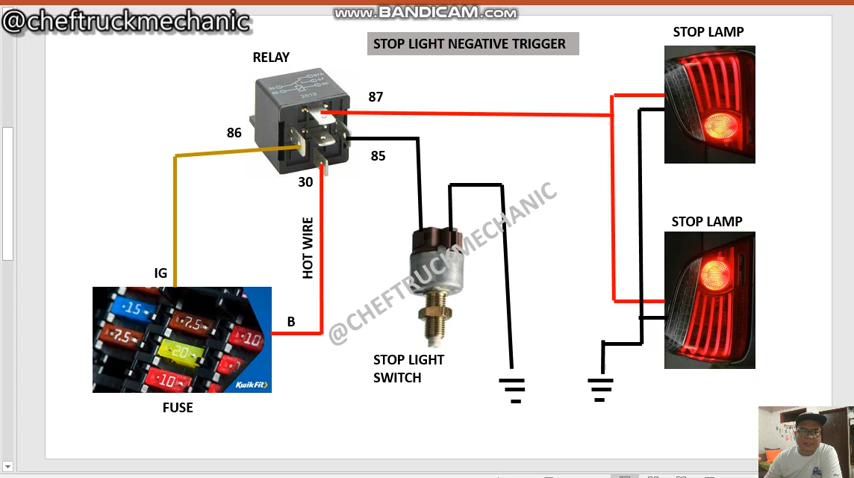 @cheftruckmechanic
www.BANDICAM.com
STOP LIGHT NEGATIVE TRIGGER
STOP LAMP
RELAY
87
86
85
30
HOT WIRE
IG
B
@CHEFTRUCKMECHANIC
STOP LIGHT
SWITCH
STOP LAMP
15
7.5
7.5
10
20
10
KwikFit
FUSE